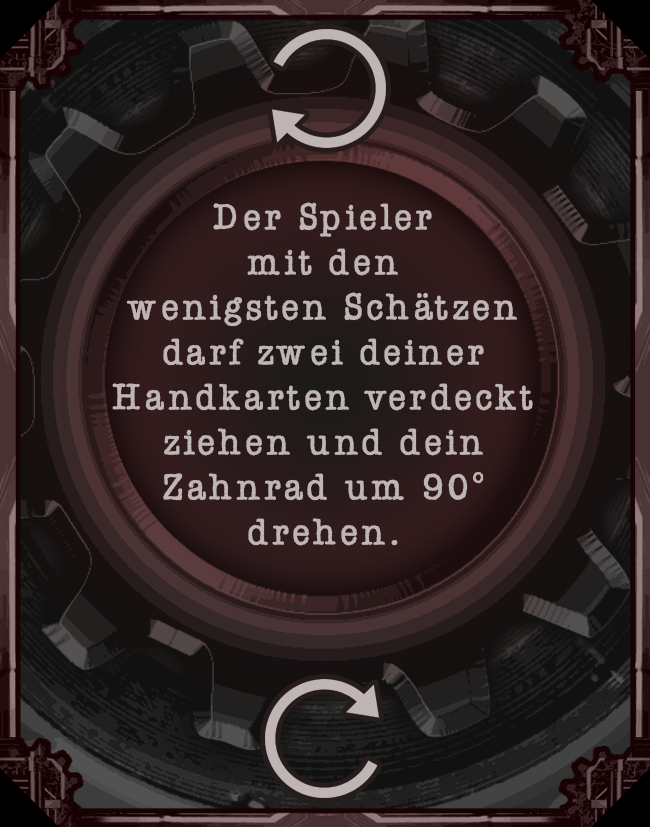 Der Spieler
mit den
wenigsten Schätzen
darf zwei deiner
Handkarten verdeckt
ziehen und dein
Zahnrad um 90°
drehen.